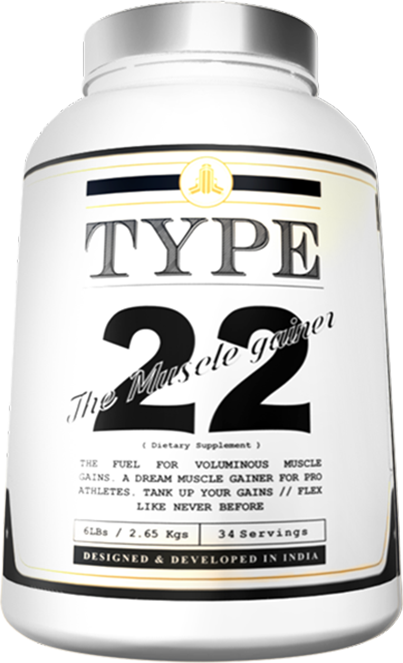 TYPE
22
The Muscle gainer
( Dietary Supplement )
THE FUEL FOR VOLUMINOUS MUSCLE
GAINS. A DREAM MUSCLE GAINER FOR PRO
ATHLETES. TANK UP YOUR GAINS // FLEX
LIKE NEVER BEFORE
6LBs / 2.65 Kgs 34 Servings
DESIGNED & DEVELOPED IN INDIA